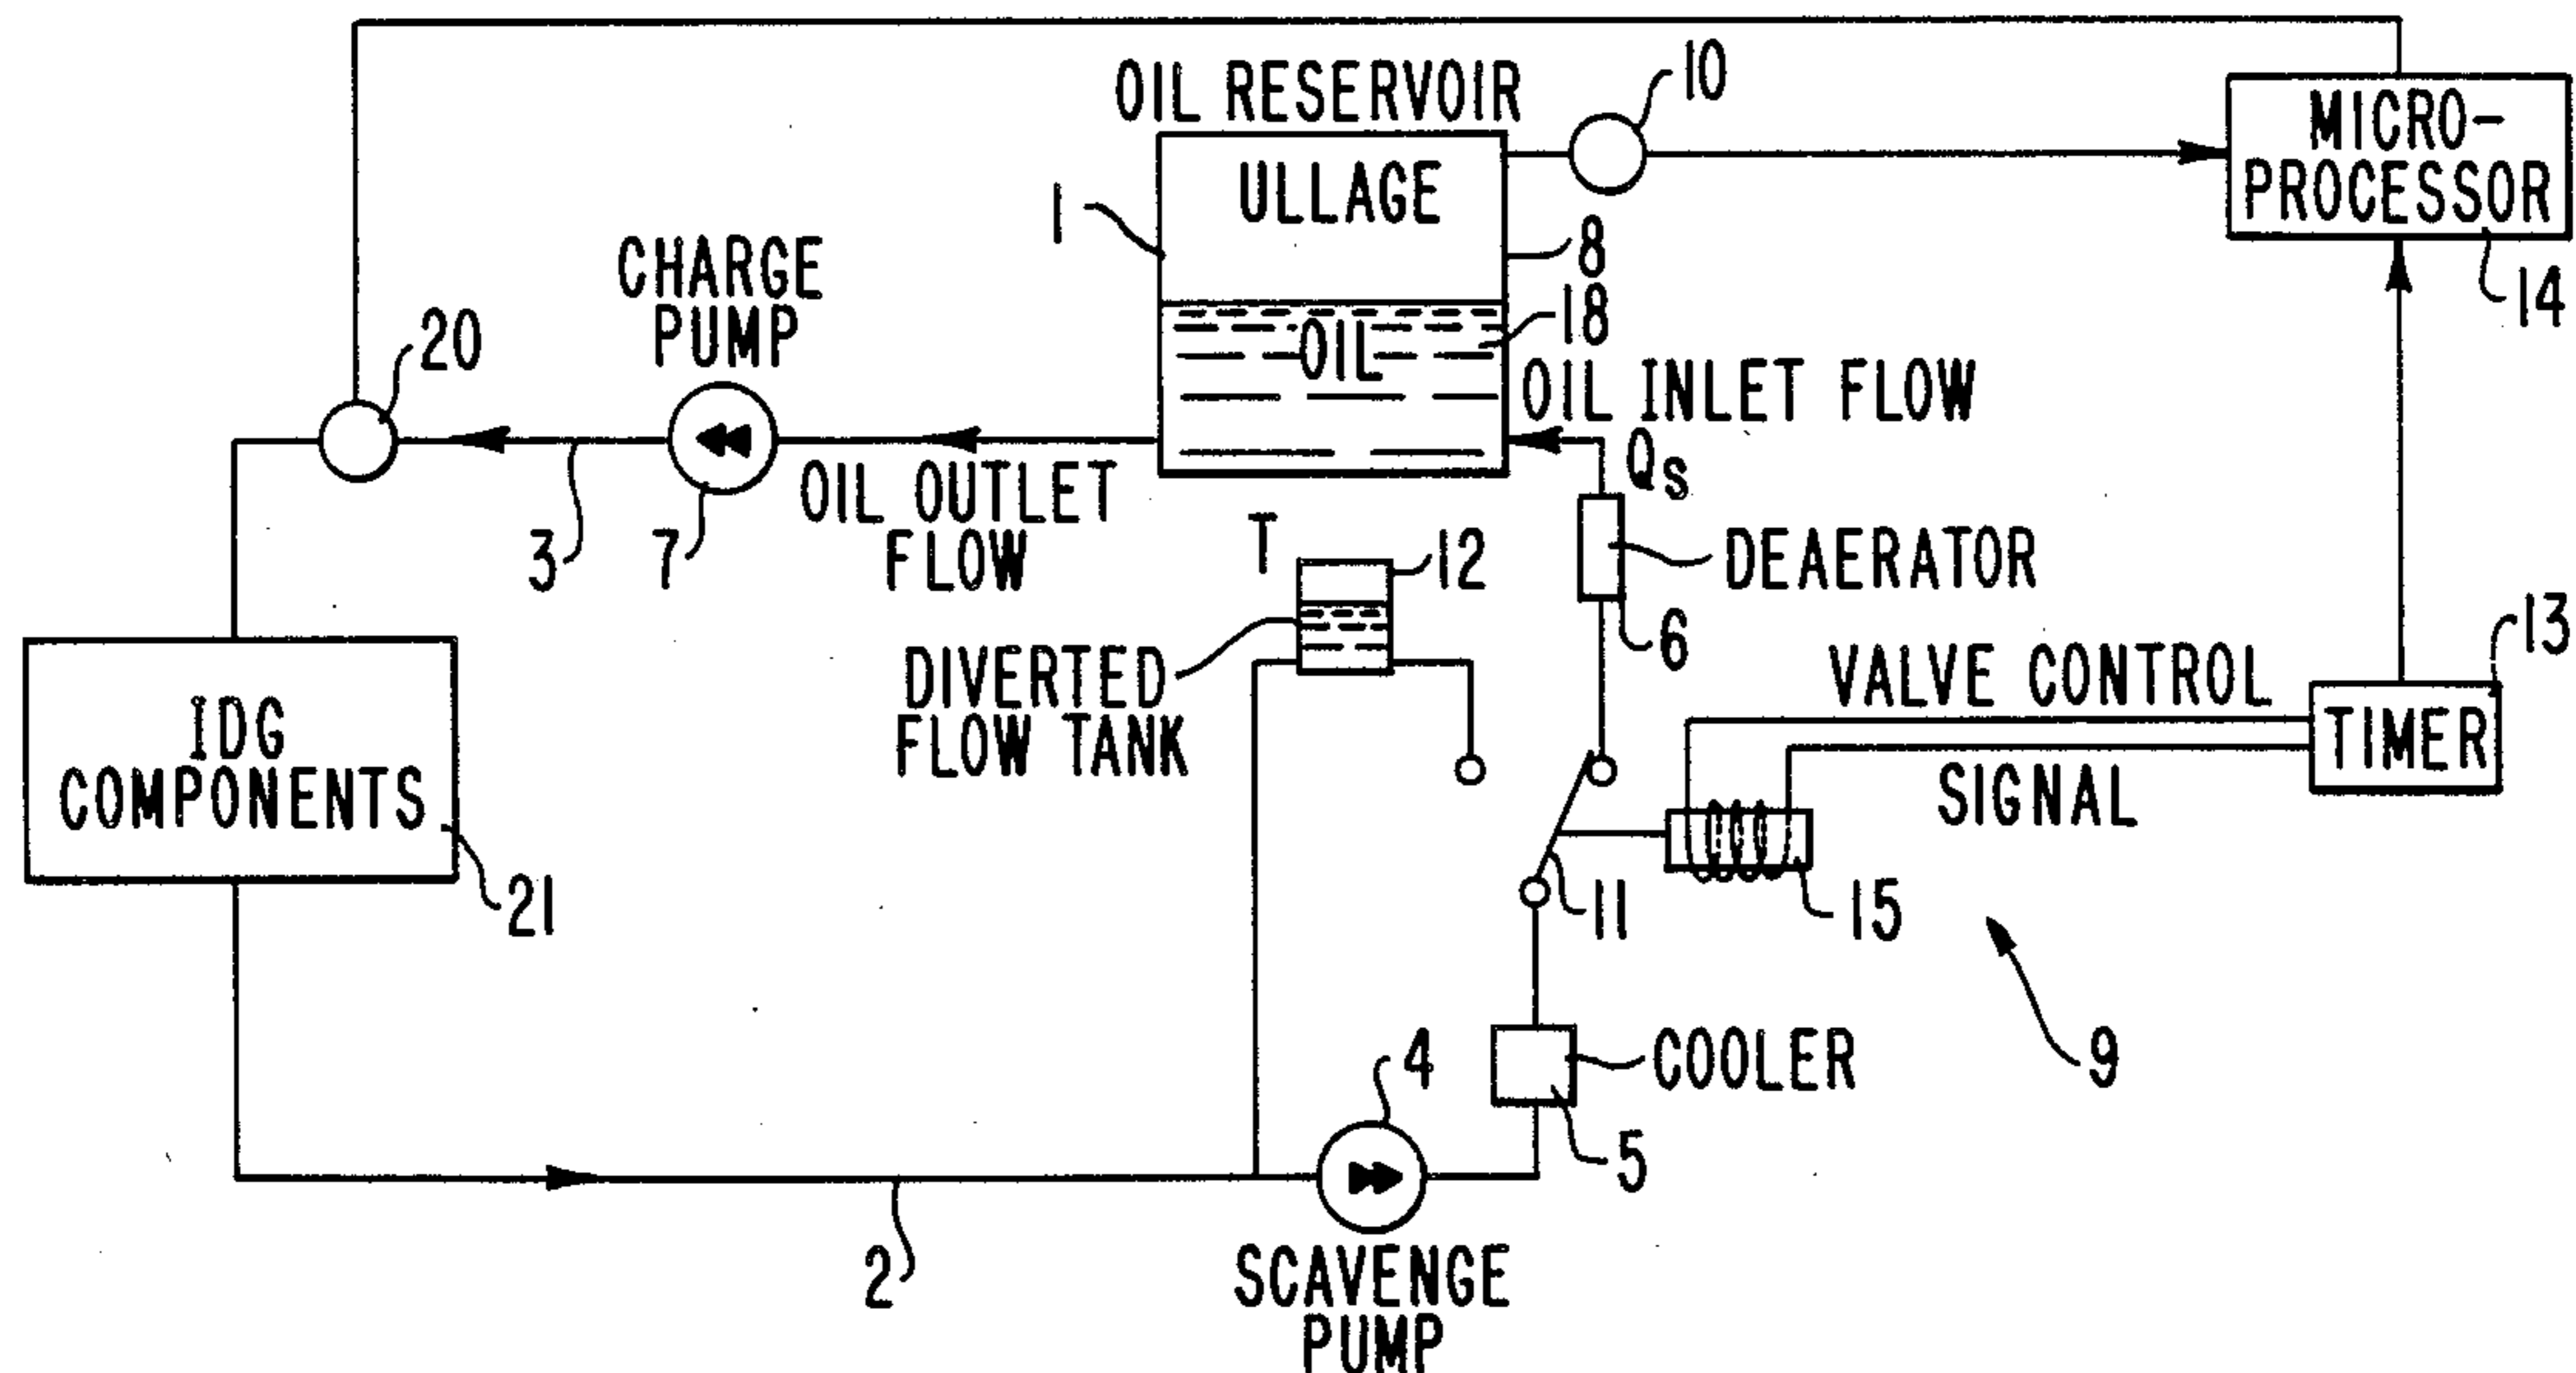 OIL RESERVOIR
10
MICRO-
PROCESSOR
14
ULLAGE
1
8
18
OIL
CHARGE
PUMP
20
OIL INLET FLOW
QS
3
7
OIL OUTLET
FLOW
T
12
DEAERATOR
6
DIVERTED
FLOW TANK
VALVE CONTROL
SIGNAL
13
TIMER
IDG
COMPONENTS
21
11
15
9
4
COOLER
5
2
SCAVENGE
PUMP